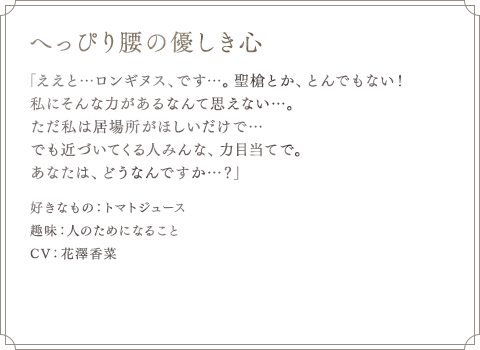 へっぴり腰の優しき心
「ええと…ロンギヌス、です…。聖槍とか、とんでもない！
私にそんな力があるなんて思えない…。
ただ私は居場所がほしいだけで…
でも近づいてくる人みんな、力目当てで。
あなたは、どうなんですか…？」
好きなもの：トマトジュース
趣味：人のためになること
CV：花澤香菜